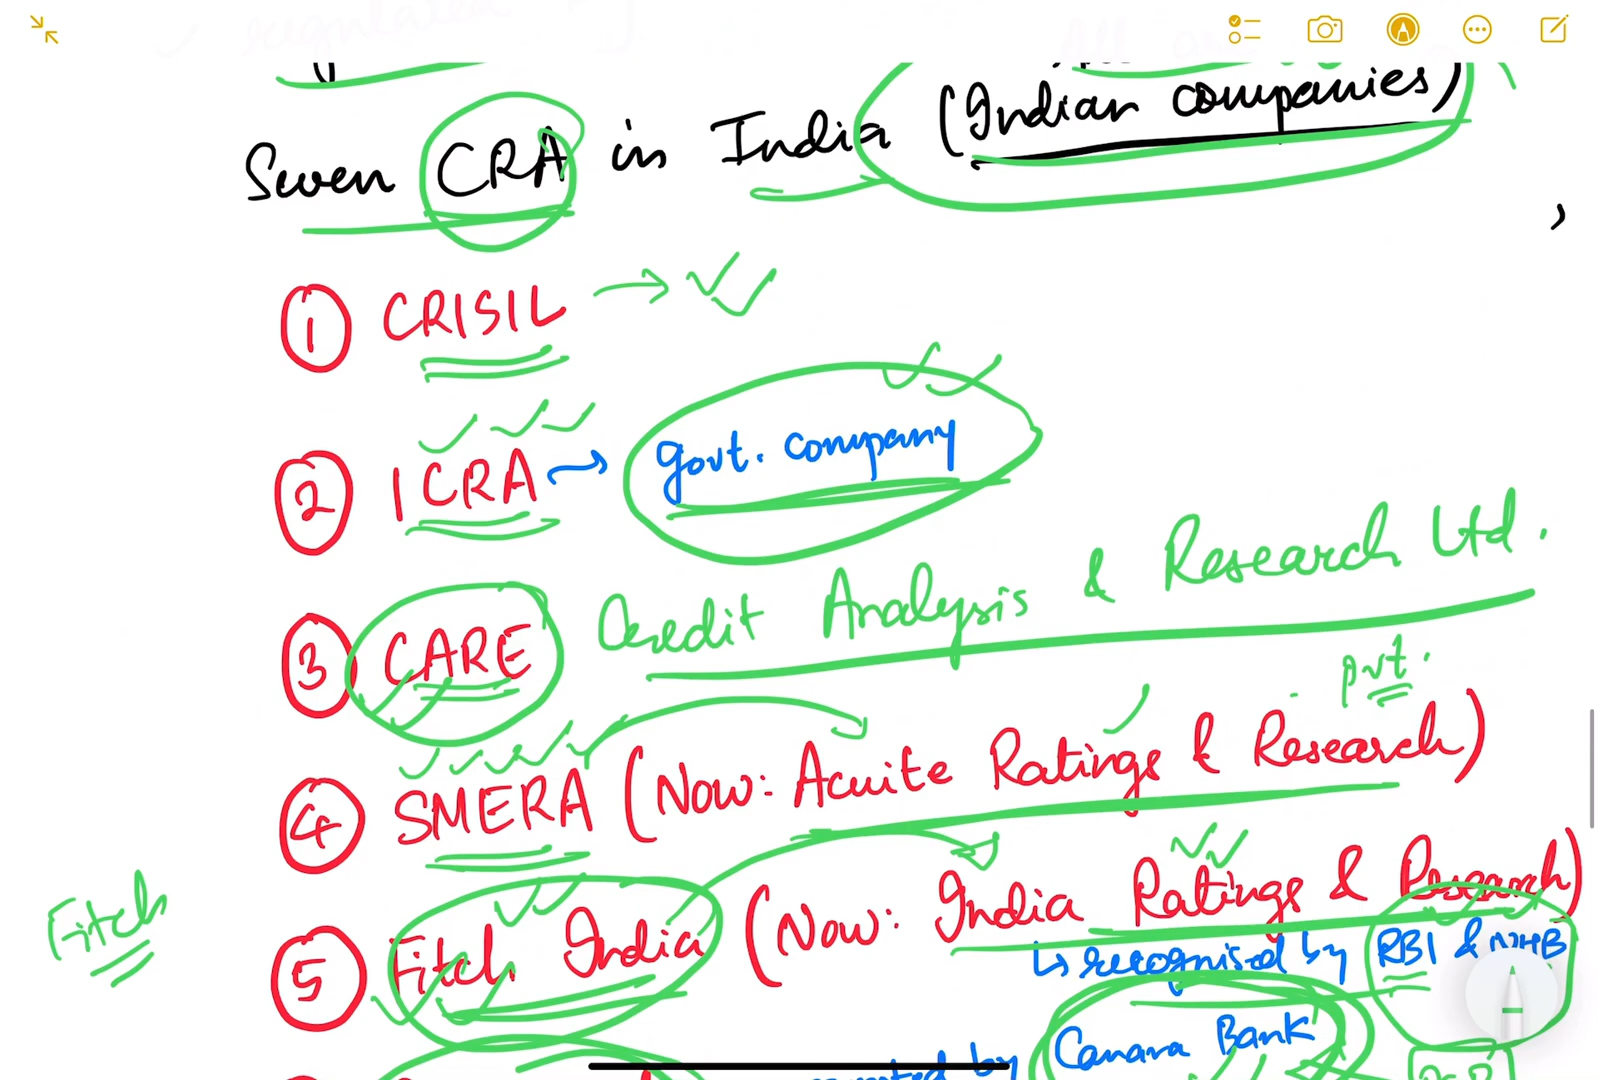 Seven CRA in India (Indian companies)
,
① CRISIL
② ICRA → govt. company
③ CARE Credit Analysis & Research Ltd.
pvt.
④ SMERA (Now: Acuite Ratings & Research)
Fitch
⑤ Fitch India (Now: India Ratings & Research)
↳ recognised by RBI & NHB
by Canara Bank